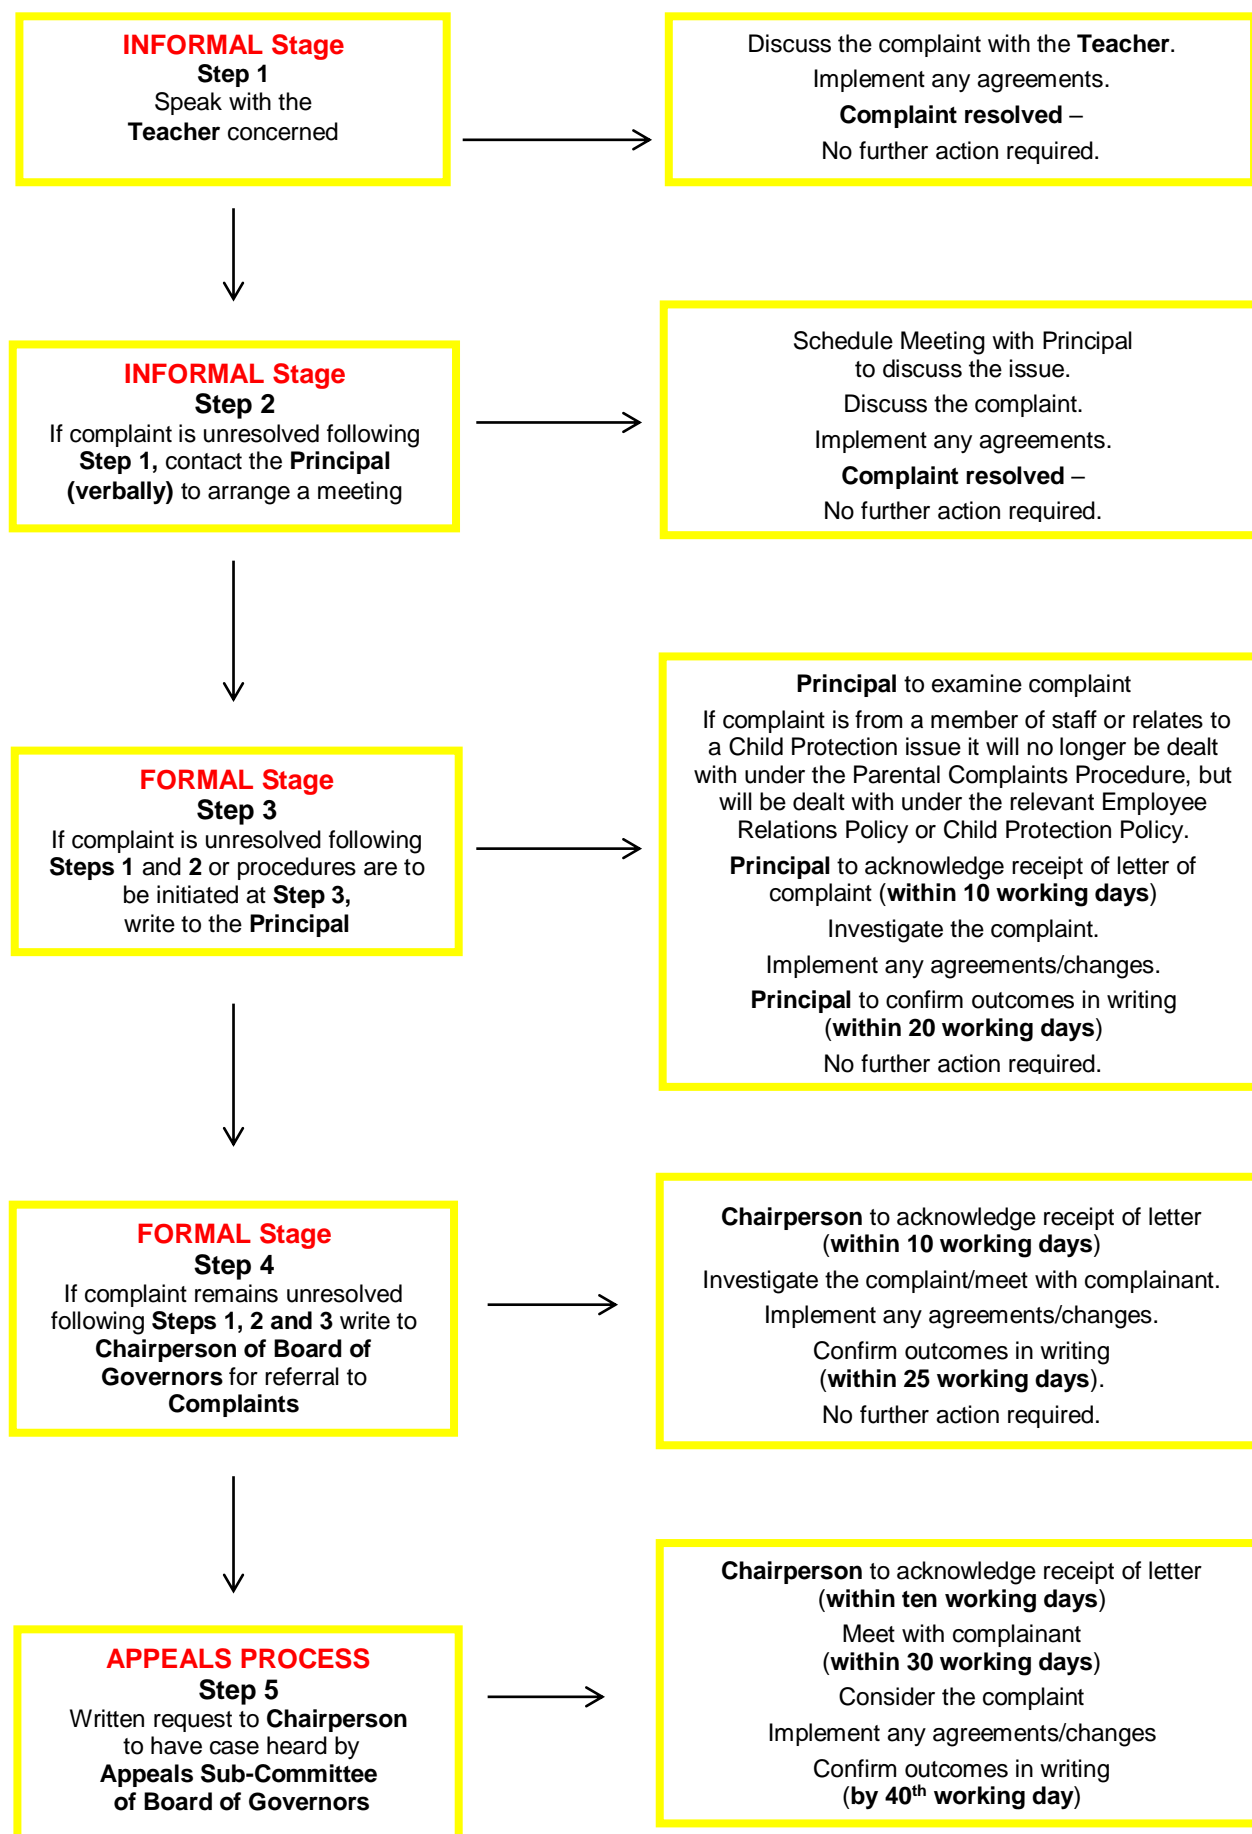 INFORMAL Stage
Step 1
Speak with the
Teacher concerned
Discuss the complaint with the Teacher.
Implement any agreements.
Complaint resolved –
No further action required.
INFORMAL Stage
Step 2
If complaint is unresolved following
Step 1, contact the Principal
(verbally) to arrange a meeting
Schedule Meeting with Principal
to discuss the issue.
Discuss the complaint.
Implement any agreements.
Complaint resolved –
No further action required.
FORMAL Stage
Step 3
If complaint is unresolved following
Steps 1 and 2 or procedures are to
be initiated at Step 3,
write to the Principal
Principal to examine complaint
If complaint is from a member of staff or relates to
a Child Protection issue it will no longer be dealt
with under the Parental Complaints Procedure, but
will be dealt with under the relevant Employee
Relations Policy or Child Protection Policy.
Principal to acknowledge receipt of letter of
complaint (within 10 working days)
Investigate the complaint.
Implement any agreements/changes.
Principal to confirm outcomes in writing
(within 20 working days)
No further action required.
FORMAL Stage
Step 4
If complaint remains unresolved
following Steps 1, 2 and 3 write to
Chairperson of Board of
Governors for referral to
Complaints
Chairperson to acknowledge receipt of letter
(within 10 working days)
Investigate the complaint/meet with complainant.
Implement any agreements/changes.
Confirm outcomes in writing
(within 25 working days).
No further action required.
APPEALS PROCESS
Step 5
Written request to Chairperson
to have case heard by
Appeals Sub-Committee
of Board of Governors
Chairperson to acknowledge receipt of letter
(within ten working days)
Meet with complainant
(within 30 working days)
Consider the complaint
Implement any agreements/changes
Confirm outcomes in writing
(by 40th working day)